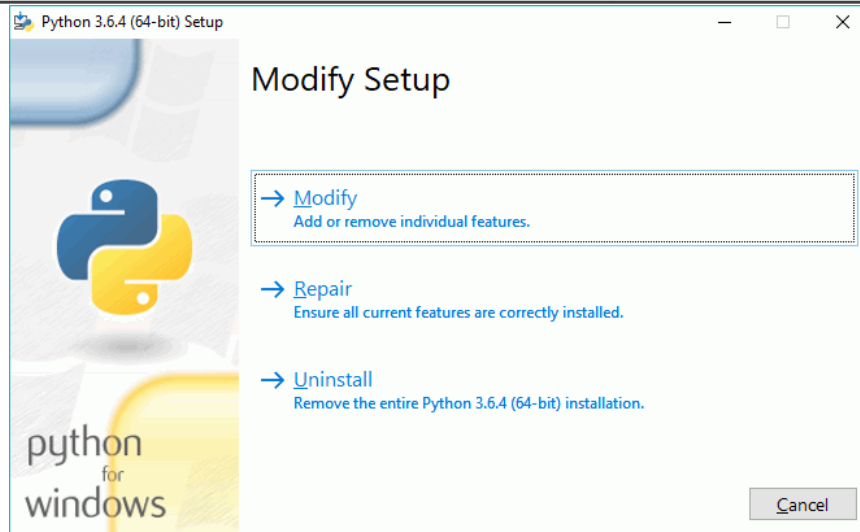 Python 3.6.4 (64-bit) Setup
Modify Setup
Modify
Add or remove individual features.
Repair
Ensure all current features are correctly installed.
Uninstall
Remove the entire Python 3.6.4 (64-bit) installation.
python
for
windows
Cancel